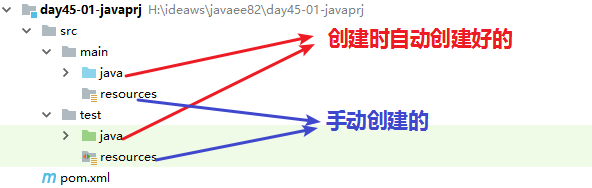 day45-01-javaprj H:\ideaws\javaee82\day45-01-javaprj
src
main
创建时自动创建好的
java
resources
手动创建的
test
java
resources
pom.xml